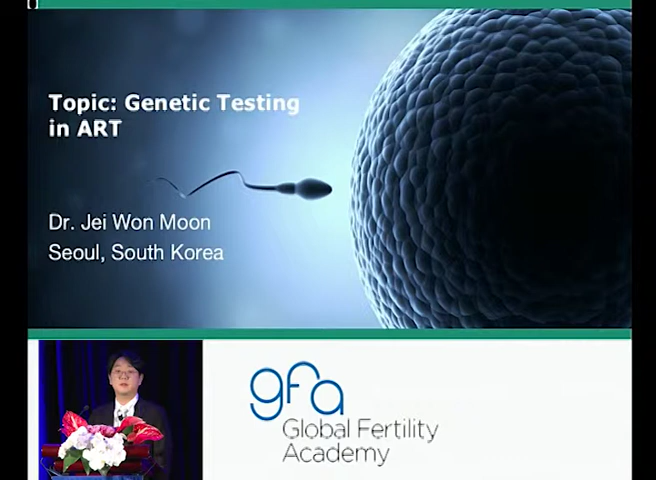 Topic: Genetic Testing
in ART
Dr. Jei Won Moon
Seoul, South Korea
gfa
Global Fertility
Academy